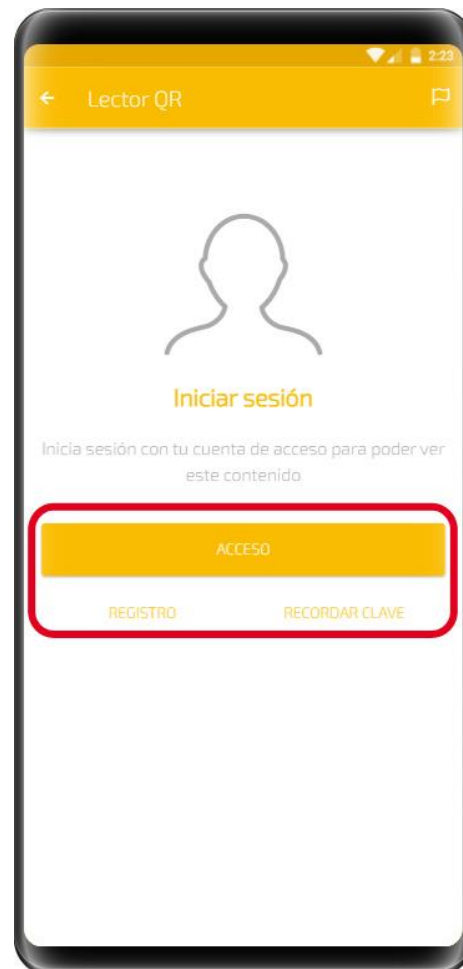 2:23
Lector QR
Iniciar sesión
Inicia sesión con tu cuenta de acceso para poder ver
este contenido
ACCESO
REGISTRO RECORDAR CLAVE